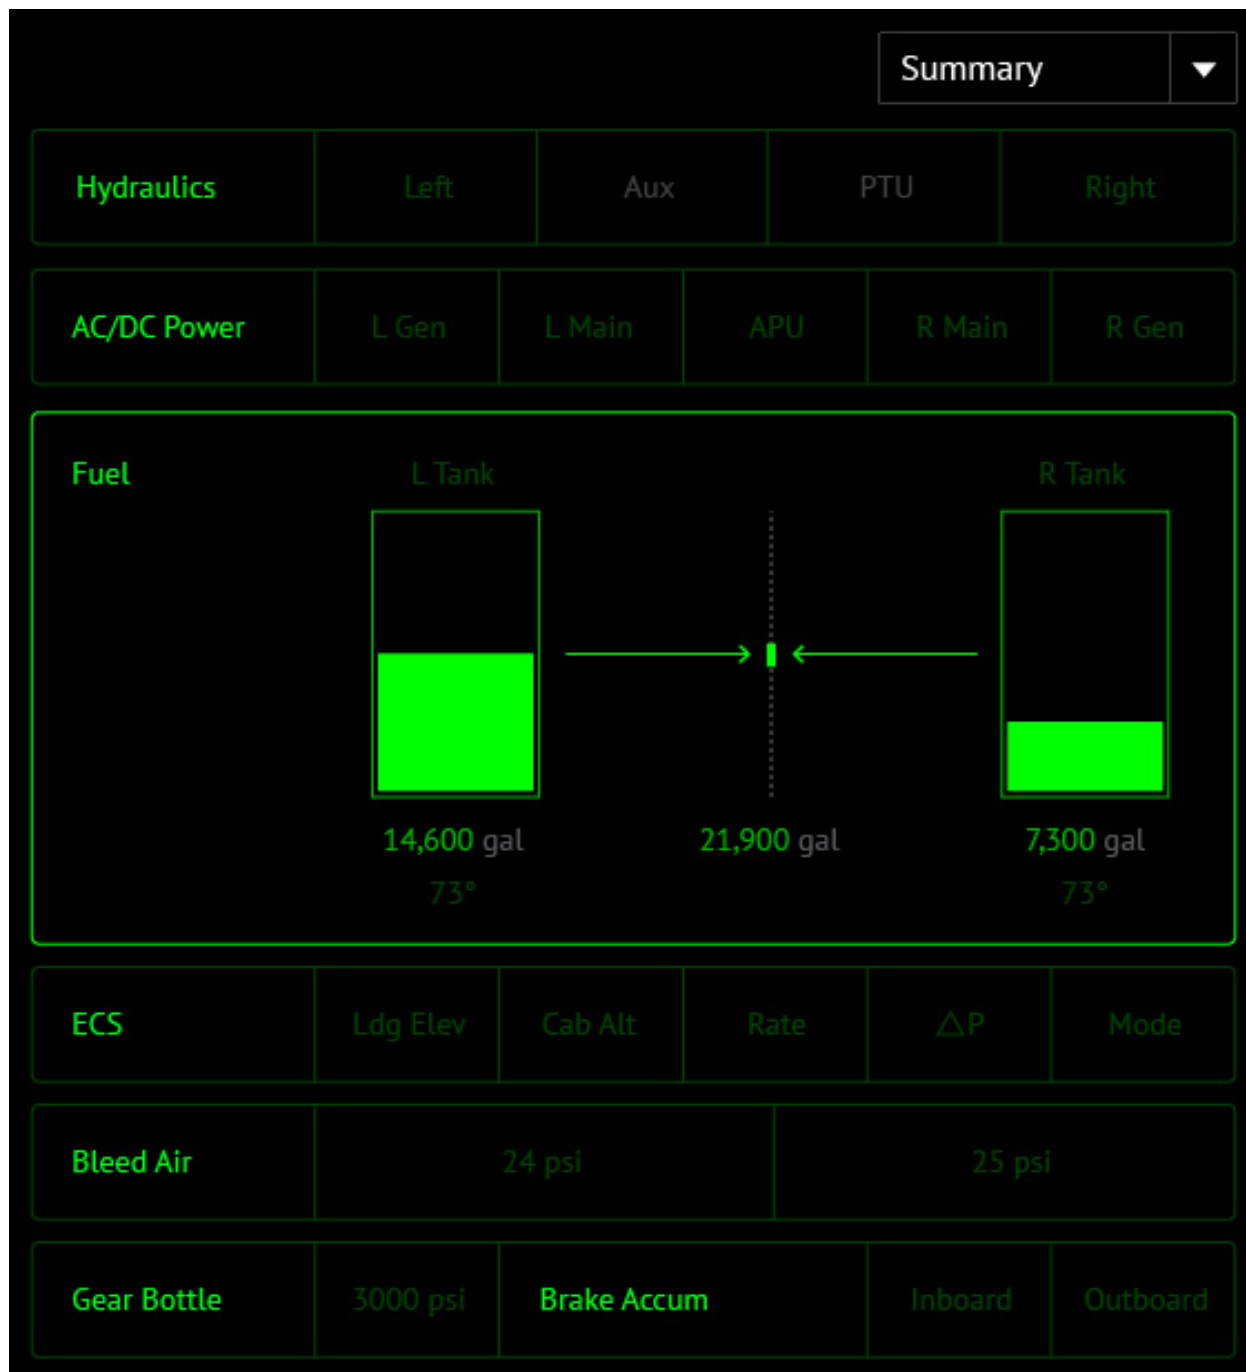 Summary
Hydraulics Left Aux PTU Right
AC/DC Power L Gen L Main APU R Main R Gen
Fuel L Tank R Tank
14,600 gal 21,900 gal 7,300 gal
73° 73°
ECS Ldg Elev Cab Alt Rate △P Mode
Bleed Air 24 psi 25 psi
Gear Bottle 3000 psi Brake Accum Inboard Outboard